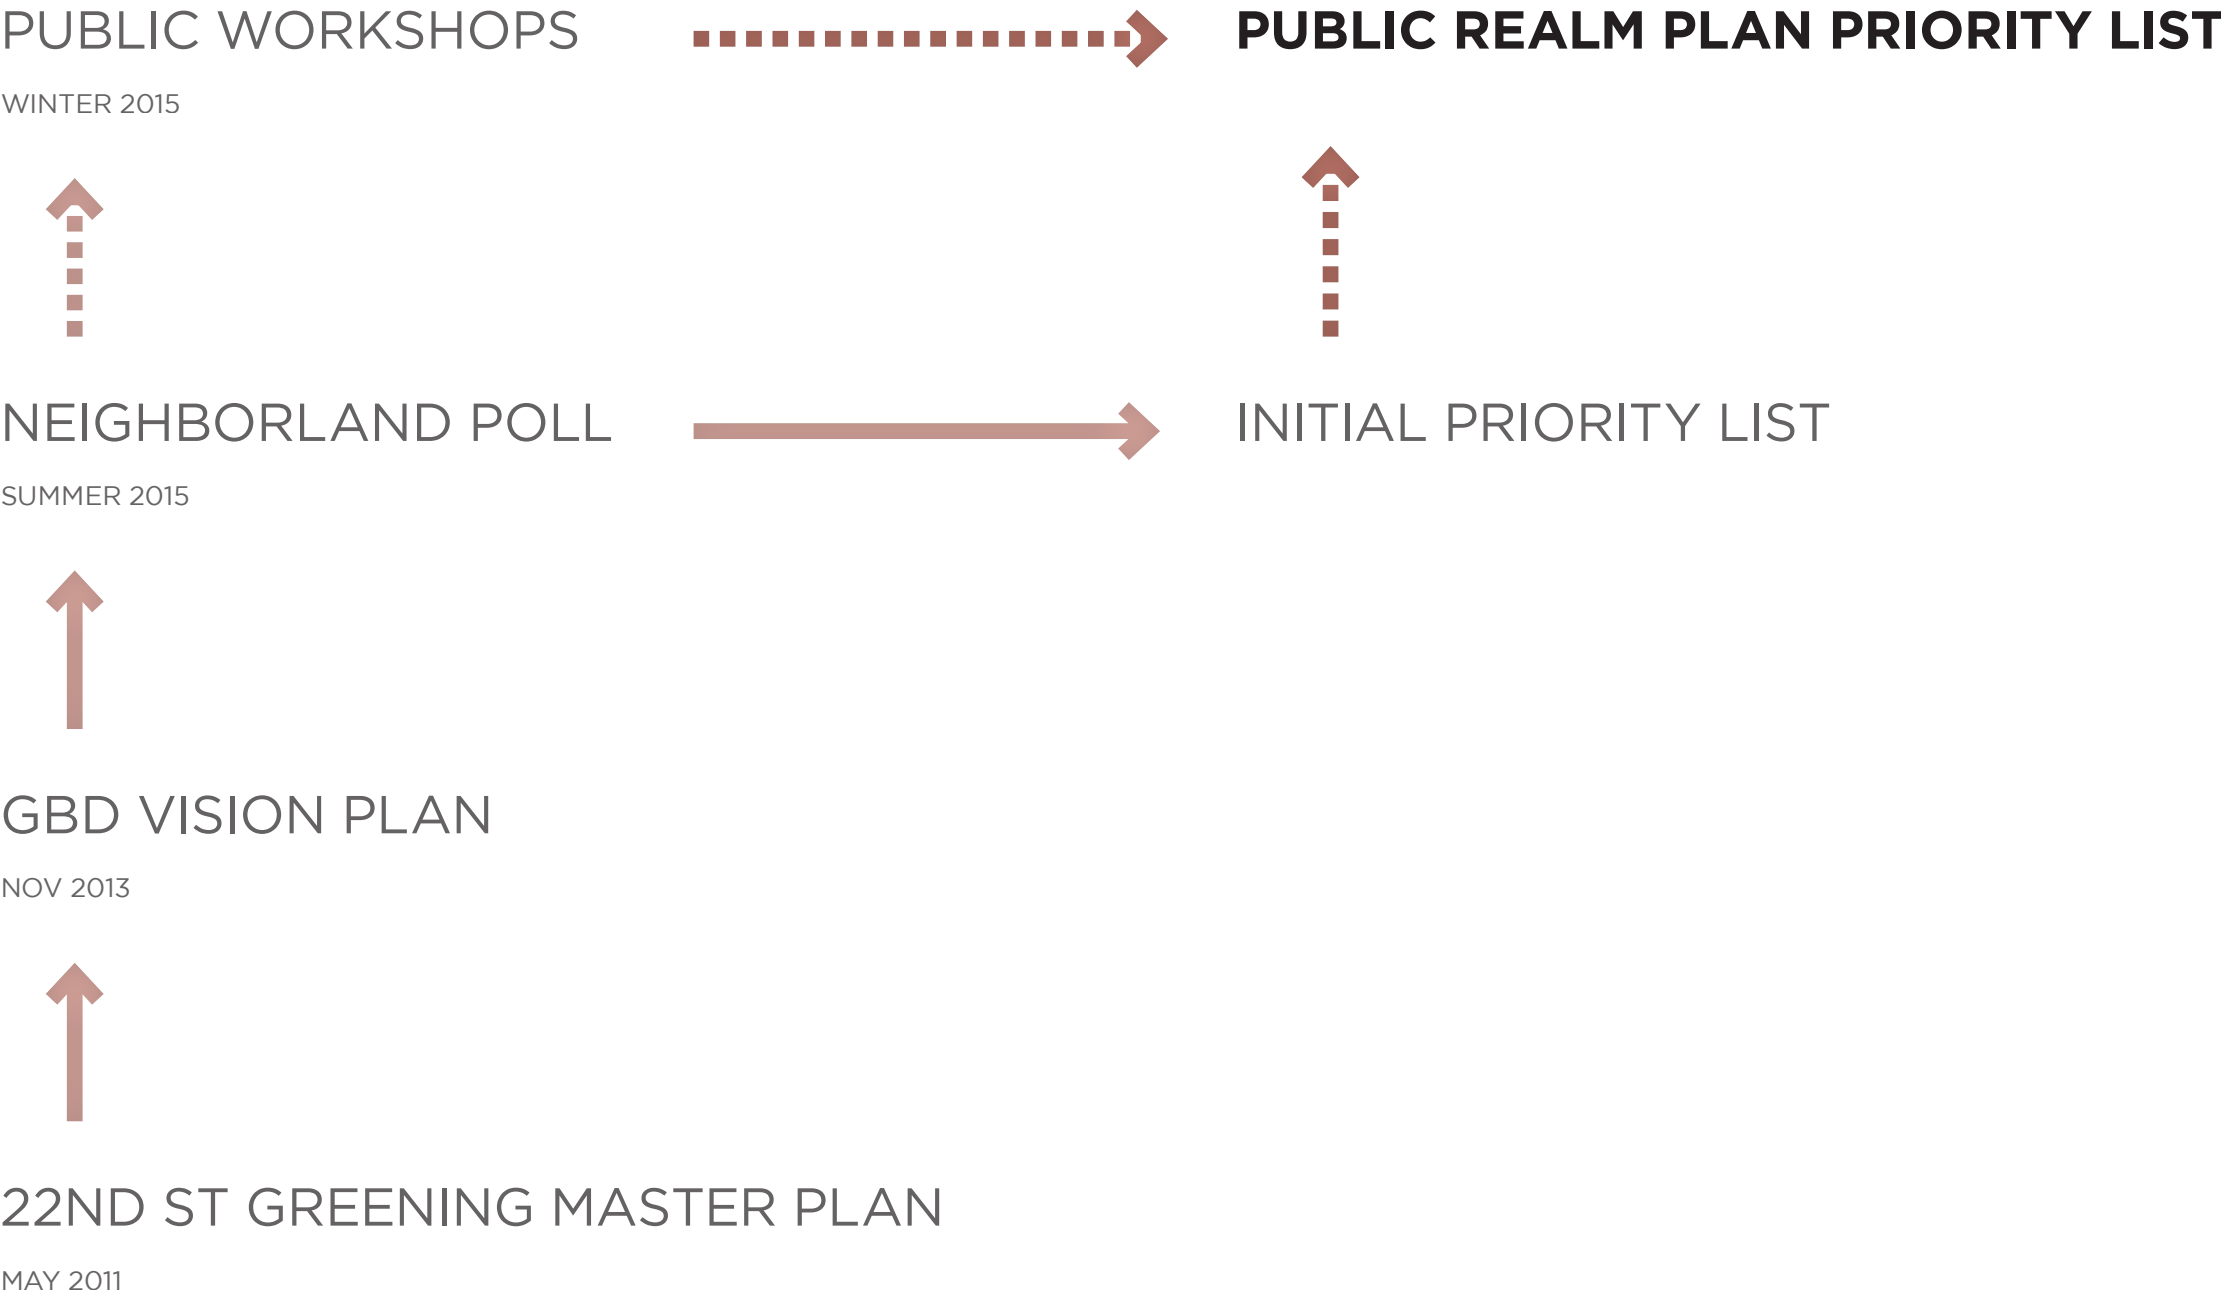 PUBLIC WORKSHOPS
PUBLIC REALM PLAN PRIORITY LIST
WINTER 2015
NEIGHBORLAND POLL
INITIAL PRIORITY LIST
SUMMER 2015
GBD VISION PLAN
NOV 2013
22ND ST GREENING MASTER PLAN
MAY 2011